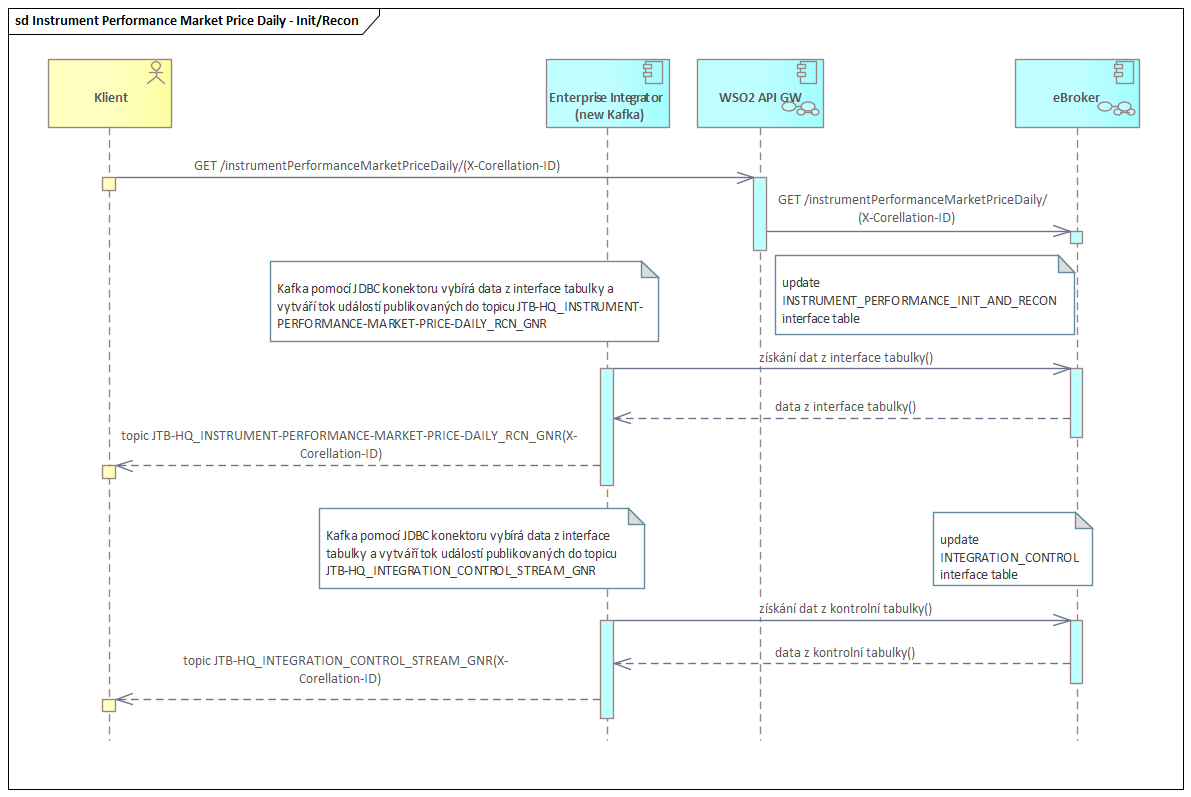 sd Instrument Performance Market Price Daily - Init/Recon
Klient
Enterprise Integrator
(new Kafka)
WSO2 API GW
eBroker
GET /instrumentPerformanceMarketPriceDaily/(X-Corellation-ID)
GET /instrumentPerformanceMarketPriceDaily/
(X-Corellation-ID)
Kafka pomocí JDBC konektoru vybírá data z interface tabulky a
vytváří tok událostí publikovaných do topicu JTB-HQ_INSTRUMENT-
PERFORMANCE-MARKET-PRICE-DAILY_RCN_GNR
update
INSTRUMENT_PERFORMANCE_INIT_AND_RECON
interface table
získání dat z interface tabulky()
data z interface tabulky()
topic JTB-HQ_INSTRUMENT-PERFORMANCE-MARKET-PRICE-DAILY_RCN_GNR(X-
Corellation-ID)
Kafka pomocí JDBC konektoru vybírá data z interface
tabulky a vytváří tok událostí publikovaných do topicu
JTB-HQ_INTEGRATION_CONTROL_STREAM_GNR
update
INTEGRATION_CONTROL
interface table
získání dat z kontrolní tabulky()
data z kontrolní tabulky()
topic JTB-HQ_INTEGRATION_CONTROL_STREAM_GNR(X-
Corellation-ID)